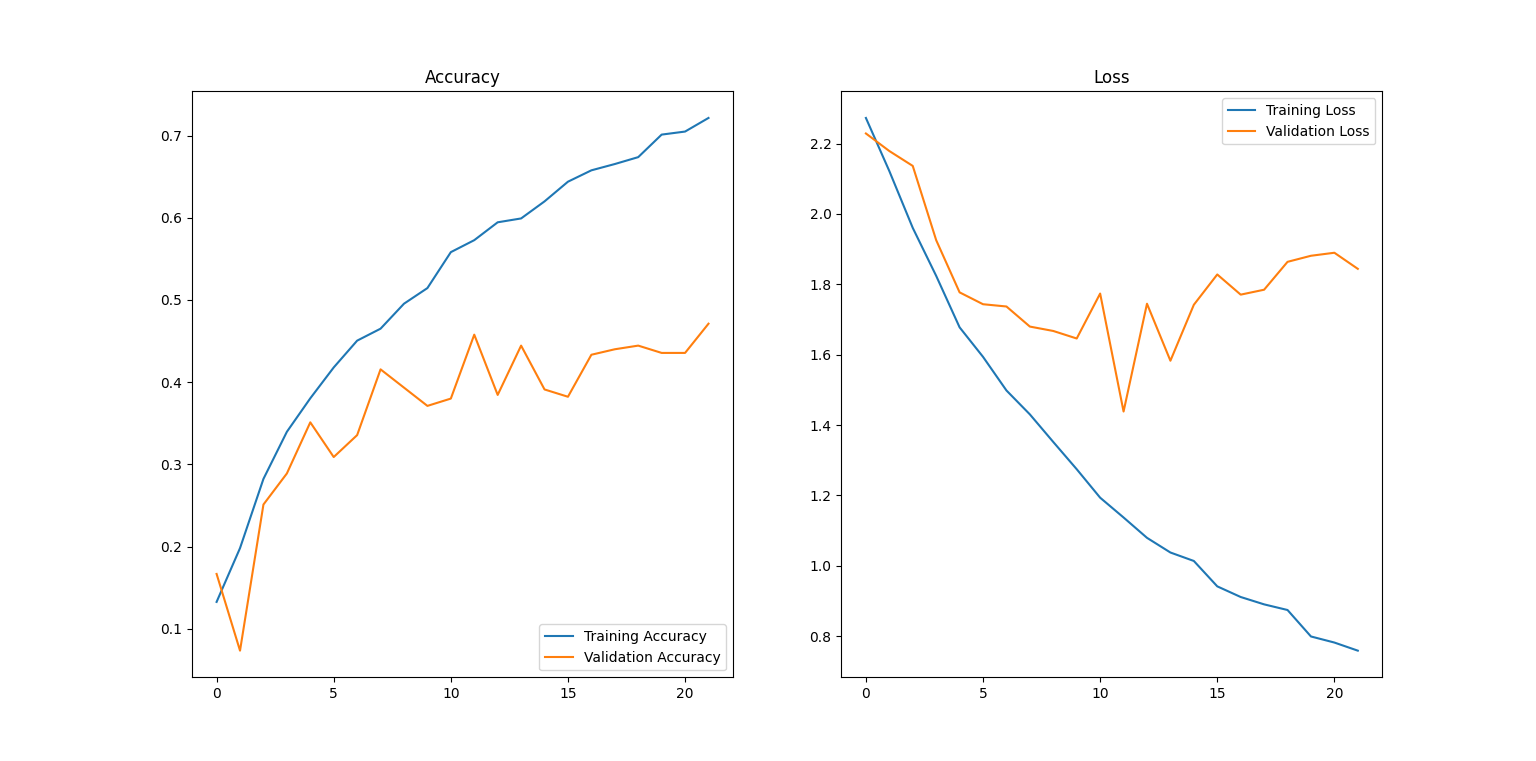 Accuracy
0.7
0.6
0.5
0.4
0.3
0.2
0.1
0 5 10 15 20
Training Accuracy
Validation Accuracy
Loss
2.2
2.0
1.8
1.6
1.4
1.2
1.0
0.8
0 5 10 15 20
Training Loss
Validation Loss